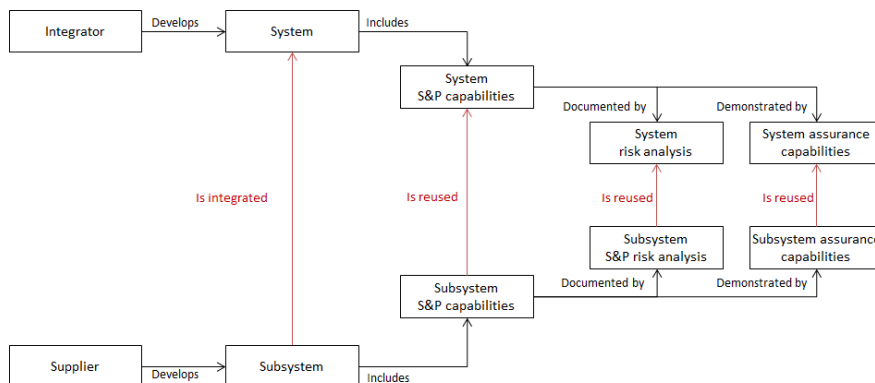 Integrator
Develops
System
Includes
System
S&P capabilities
Documented by
Demonstrated by
System
risk analysis
System assurance
capabilities
Is integrated
Is reused
Is reused
Is reused
Subsystem
S&P risk analysis
Subsystem assurance
capabilities
Subsystem
S&P capabilities
Documented by
Demonstrated by
Supplier
Develops
Subsystem
Includes